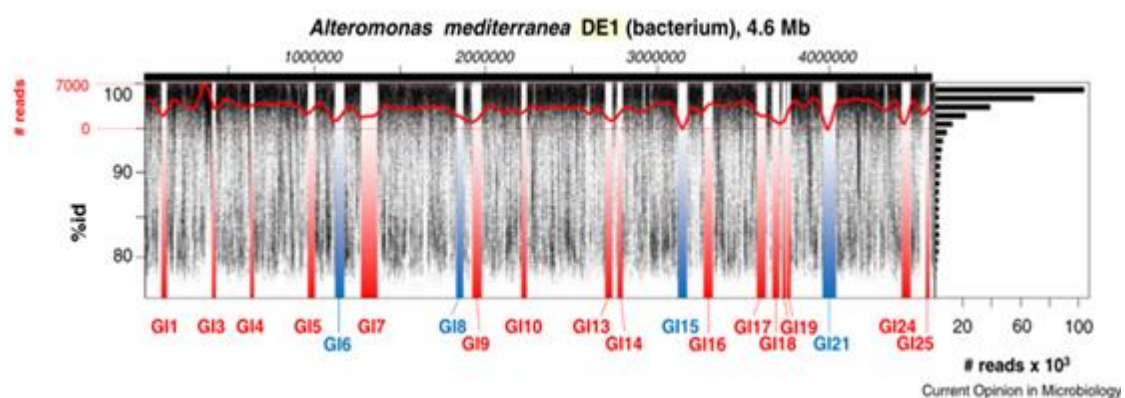 Alteromonas mediterranea DE1 (bacterium), 4.6 Mb
1000000 2000000 3000000 4000000
# reads
7000
0
%id
100
90
80
GI1 GI3 GI4 GI5 GI7 GI8 GI10 GI13 GI15 GI17 GI19 GI24
GI6 GI9 GI14 GI16 GI18 GI21 GI25
20 60 100
# reads x 10³
Current Opinion in Microbiology